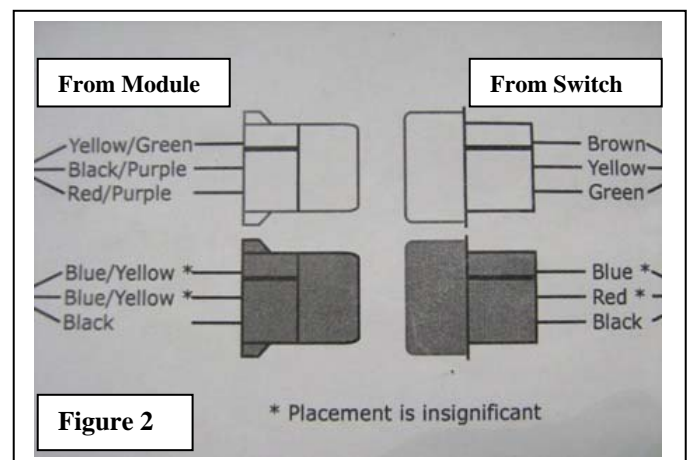 From Module
From Switch
Yellow/Green
Black/Purple
Red/Purple
Brown
Yellow
Green
Blue/Yellow *
Blue/Yellow *
Black
Blue *
Red *
Black
* Placement is insignificant
Figure 2